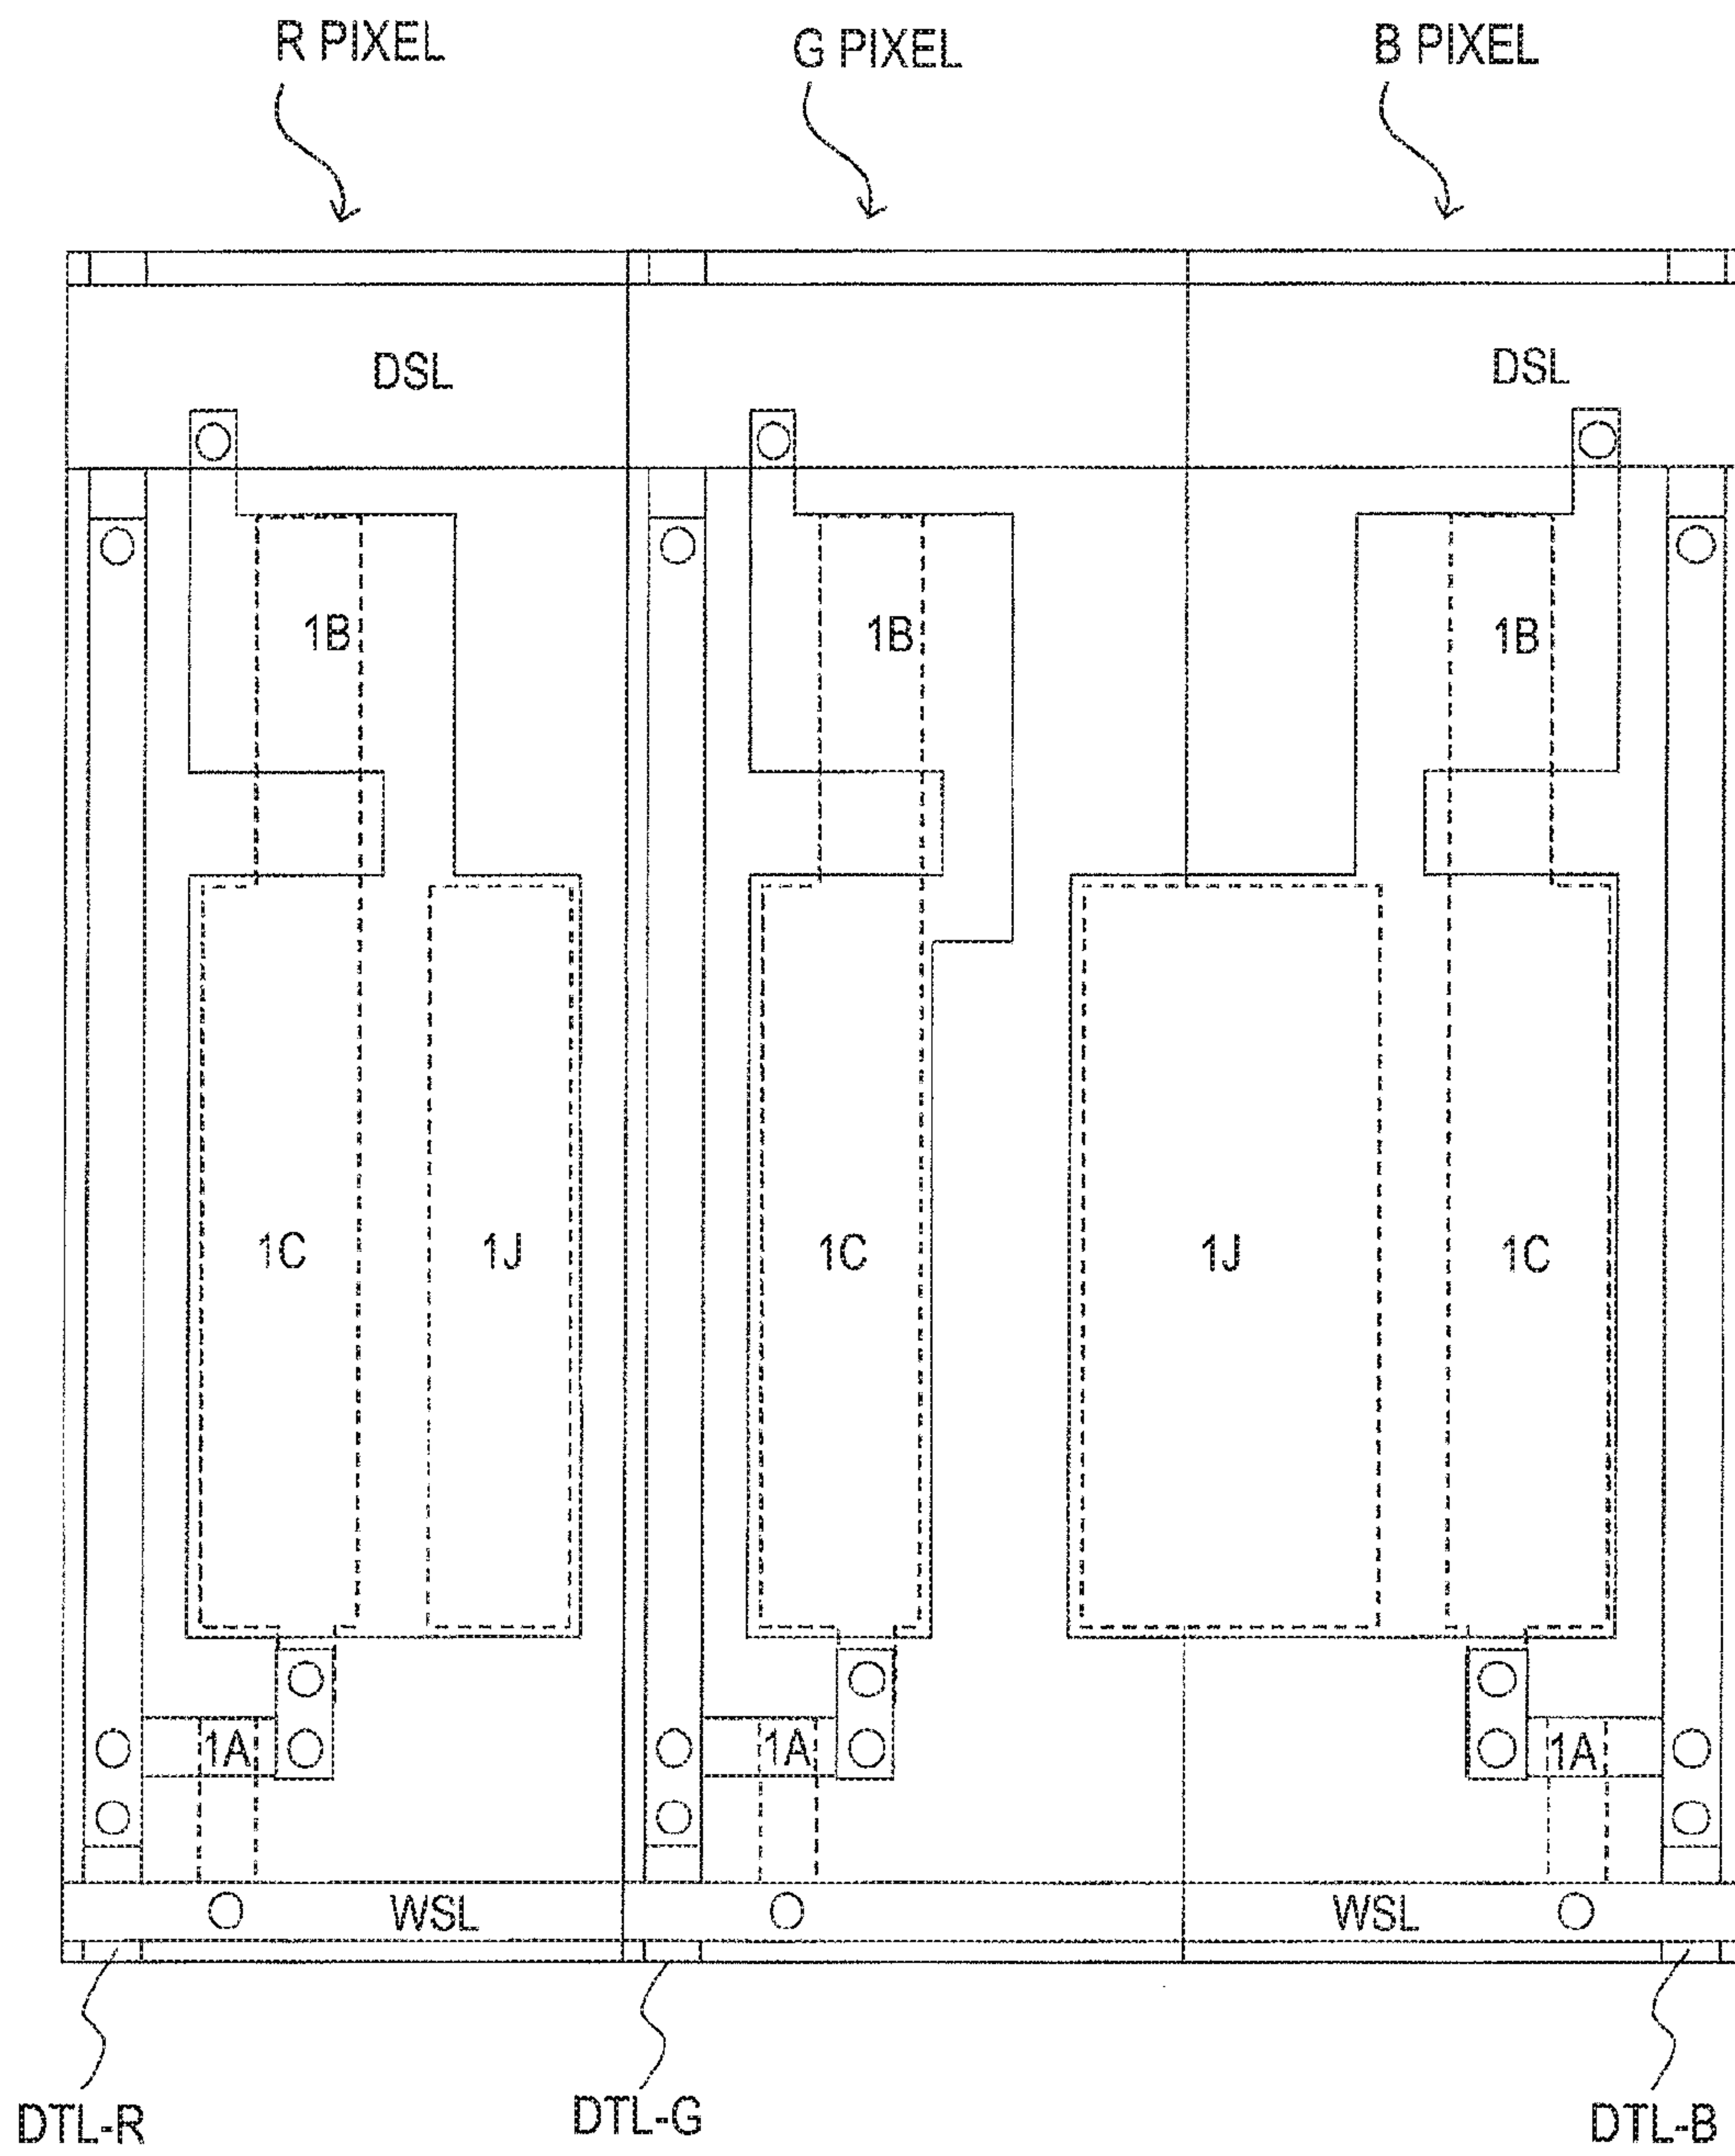 R PIXEL
G PIXEL
B PIXEL
DSL
DSL
1B
1B
1B
1C
1J
1C
1J
1C
1A
1A
1A
WSL
WSL
DTL-R
DTL-G
DTL-B